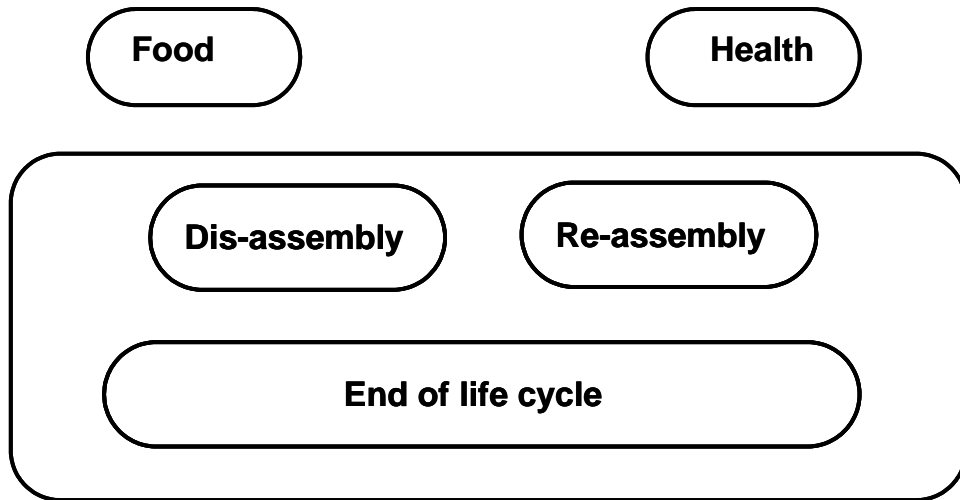 Food
Health
Dis-assembly
Re-assembly
End of life cycle